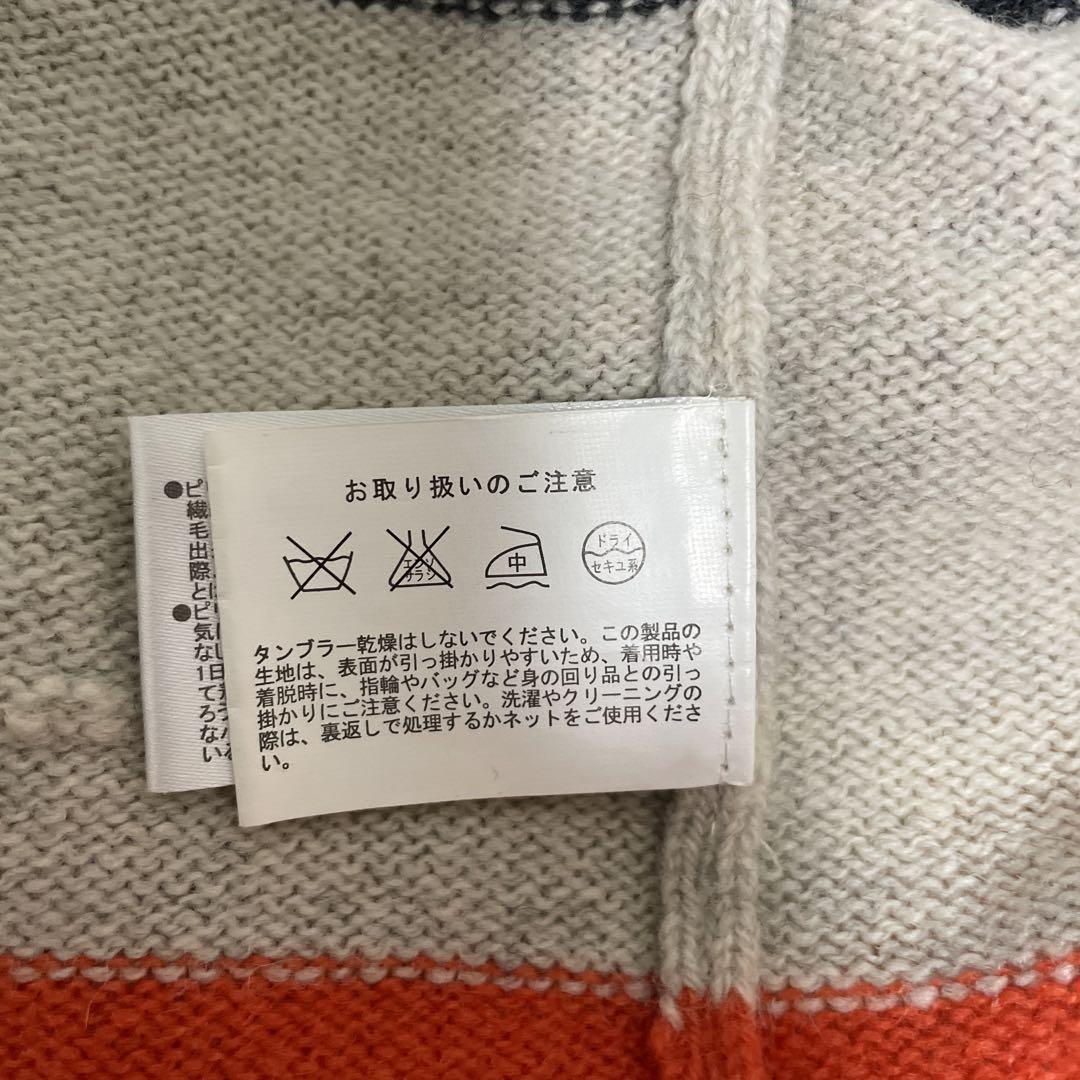 お取り扱いのご注意
エンソ
サラシ
中
ドライ
セキユ系
タンブラー乾燥はしないでください。この製品の
生地は、表面が引っ掛かりやすいため、着用時や
着脱時に、指輪やバッグなど身の回り品との引っ
掛かりにご注意ください。洗濯やクリーニングの
際は、裏返しで処理するかネットをご使用くださ
い。
●ピ
繊
毛
出
際
と
●ピ
気
な
1日
て
ろ
な
い